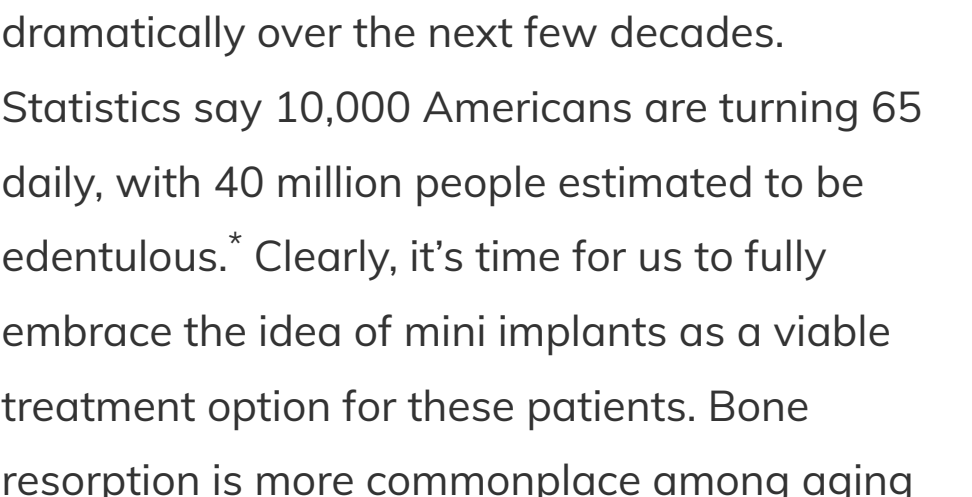 dramatically over the next few decades.
Statistics say 10,000 Americans are turning 65
daily, with 40 million people estimated to be
edentulous.* Clearly, it’s time for us to fully
embrace the idea of mini implants as a viable
treatment option for these patients. Bone
resorption is more commonplace among aging